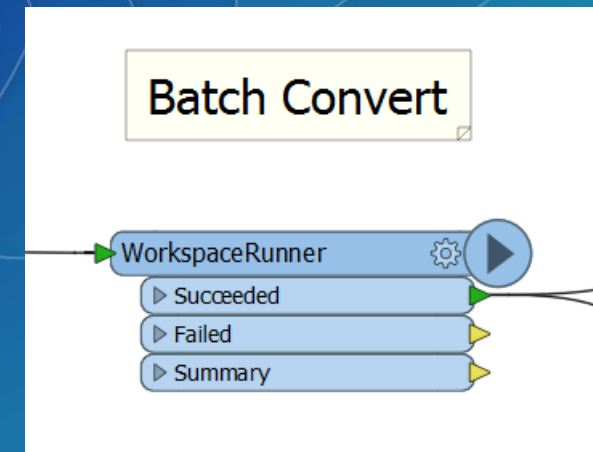 Batch Convert
WorkspaceRunner
Succeeded
Failed
Summary